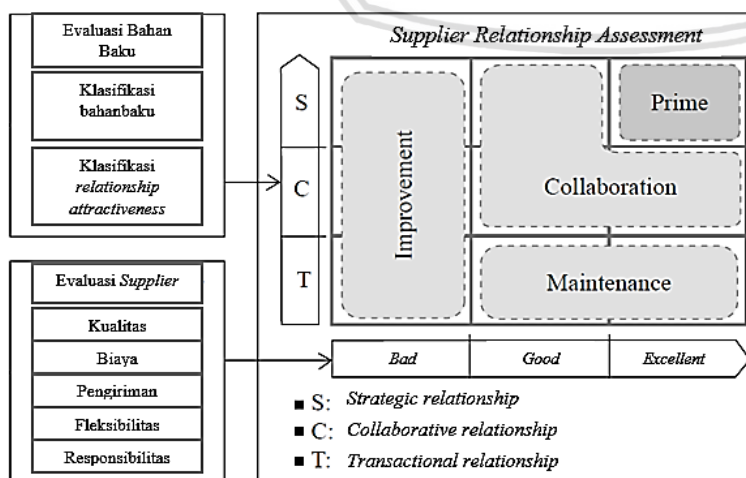 Evaluasi Bahan
Baku
Klasifikasi
bahanbaku
Klasifikasi
relationship
attractiveness
Evaluasi Supplier
Kualitas
Biaya
Pengiriman
Fleksibilitas
Responsibilitas
Supplier Relationship Assessment
S
C
T
Improvement
Prime
Collaboration
Maintenance
Bad
Good
Excellent
■ S: Strategic relationship
■ C: Collaborative relationship
■ T: Transactional relationship